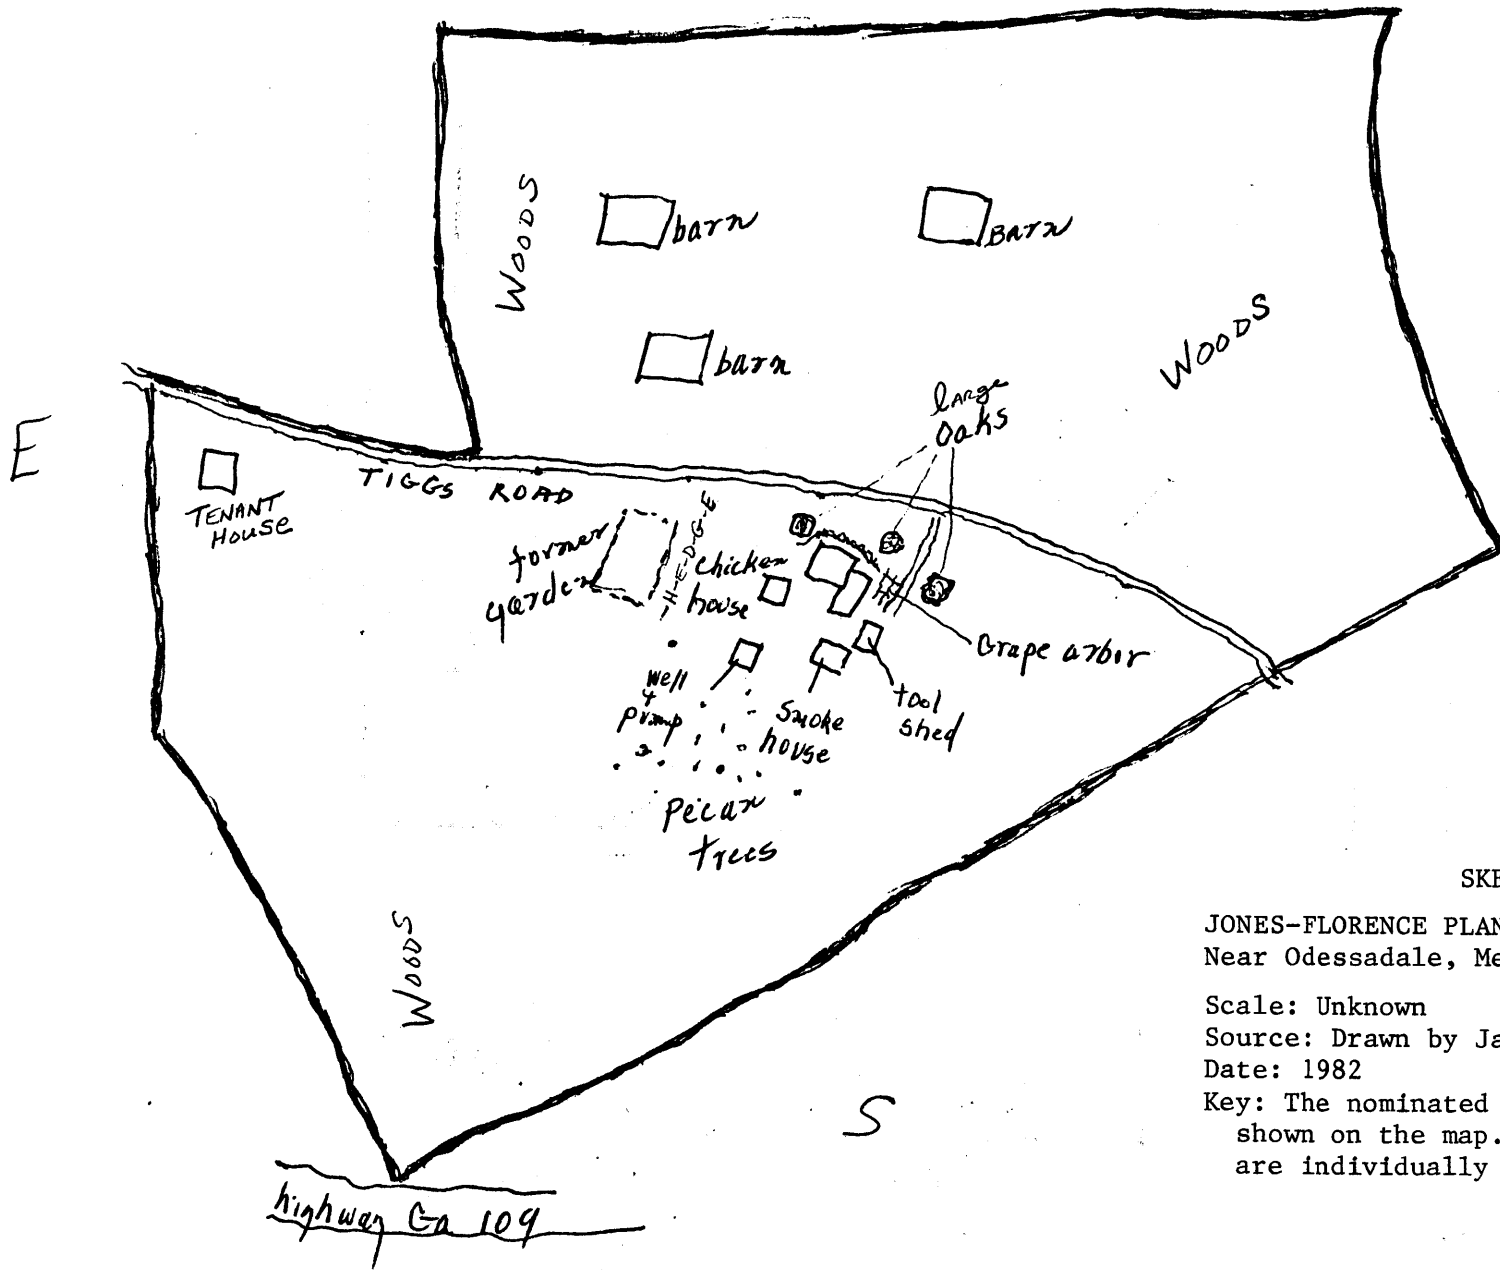 WOODS
barn
BARN
barn
WOODS
large
oaks
E
TIGGS ROAD
TENANT
HOUSE
former
garden
H-E-D-G-E
chicken
house
Grape arbor
well
+
pump
smoke
house
tool
shed
Pecan
trees
WOODS
S
highway Ga 109
SKE
JONES-FLORENCE PLAN
Near Odessadale, Me
Scale: Unknown
Source: Drawn by Ja
Date: 1982
Key: The nominated
shown on the map.
are individually